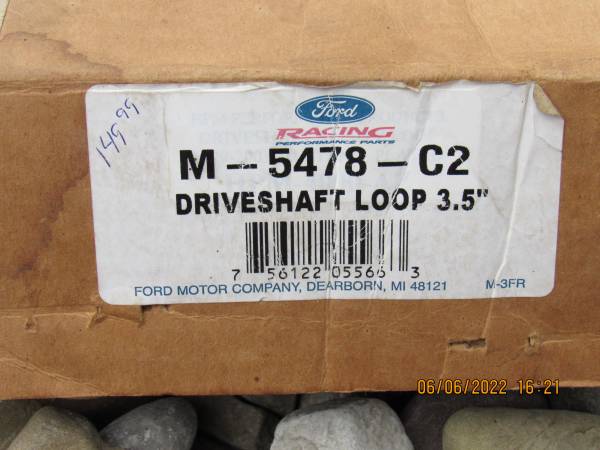 149 99
Ford
RACING
PERFORMANCE PARTS
M-5478-C2
DRIVESHAFT LOOP 3.5"
7 56122 05566 3
FORD MOTOR COMPANY, DEARBORN, MI 48121 M-3FR
06/06/2022 16:21